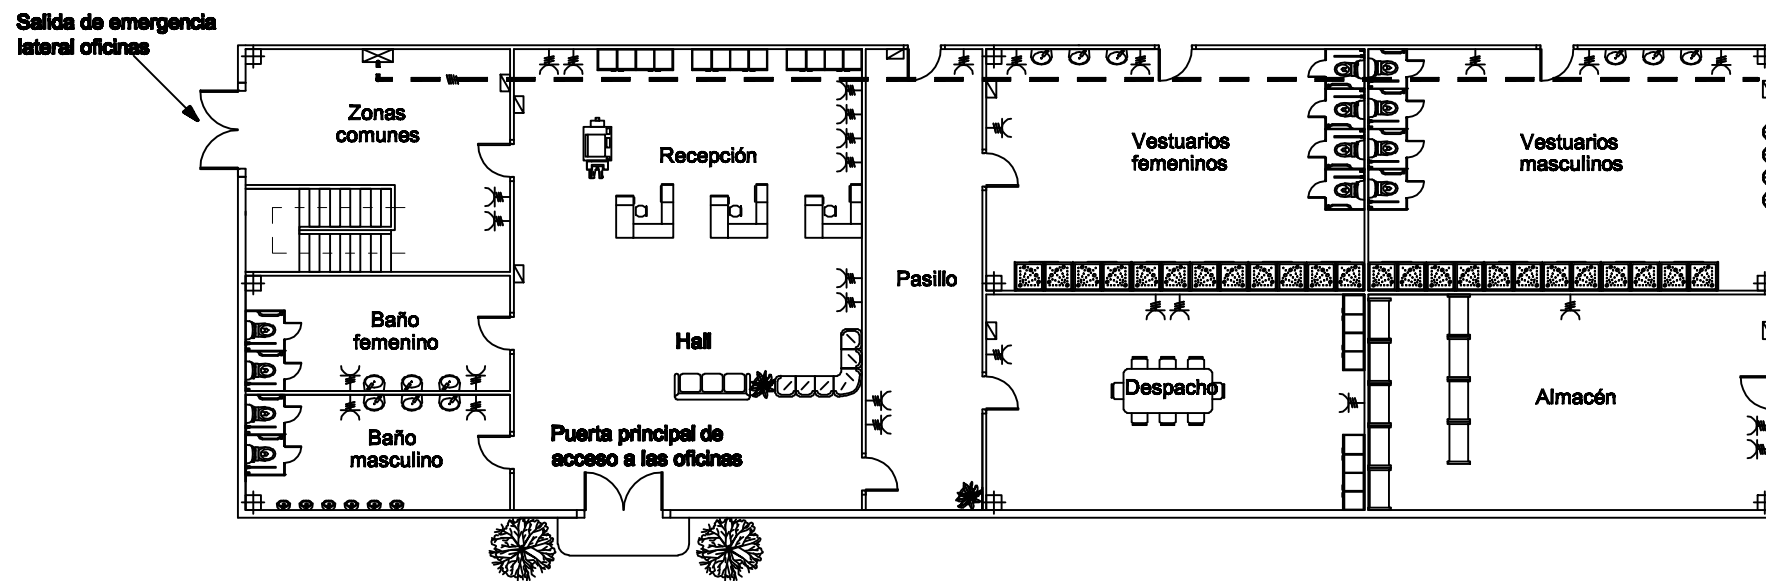 Salida de emergencia
lateral oficinas
Zonas
comunes
Recepción
Vestuarios
femeninos
Vestuarios
masculinos
Pasillo
Baño
femenino
Hall
Despacho
Almacén
Baño
masculino
Puerta principal de
acceso a las oficinas